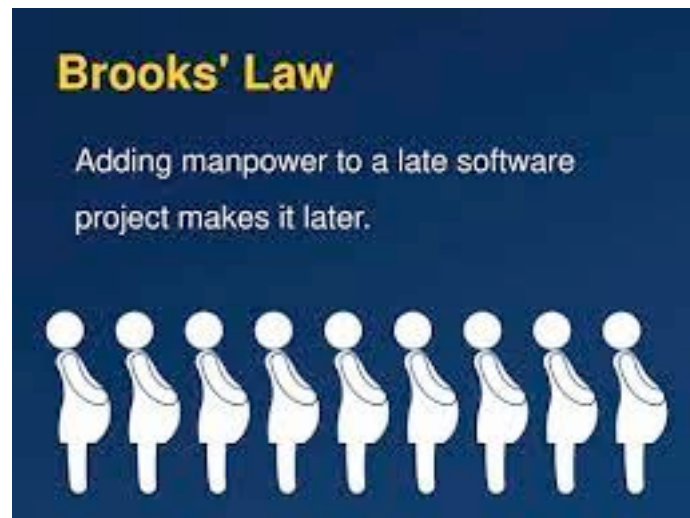 Brooks' Law
Adding manpower to a late software
project makes it later.